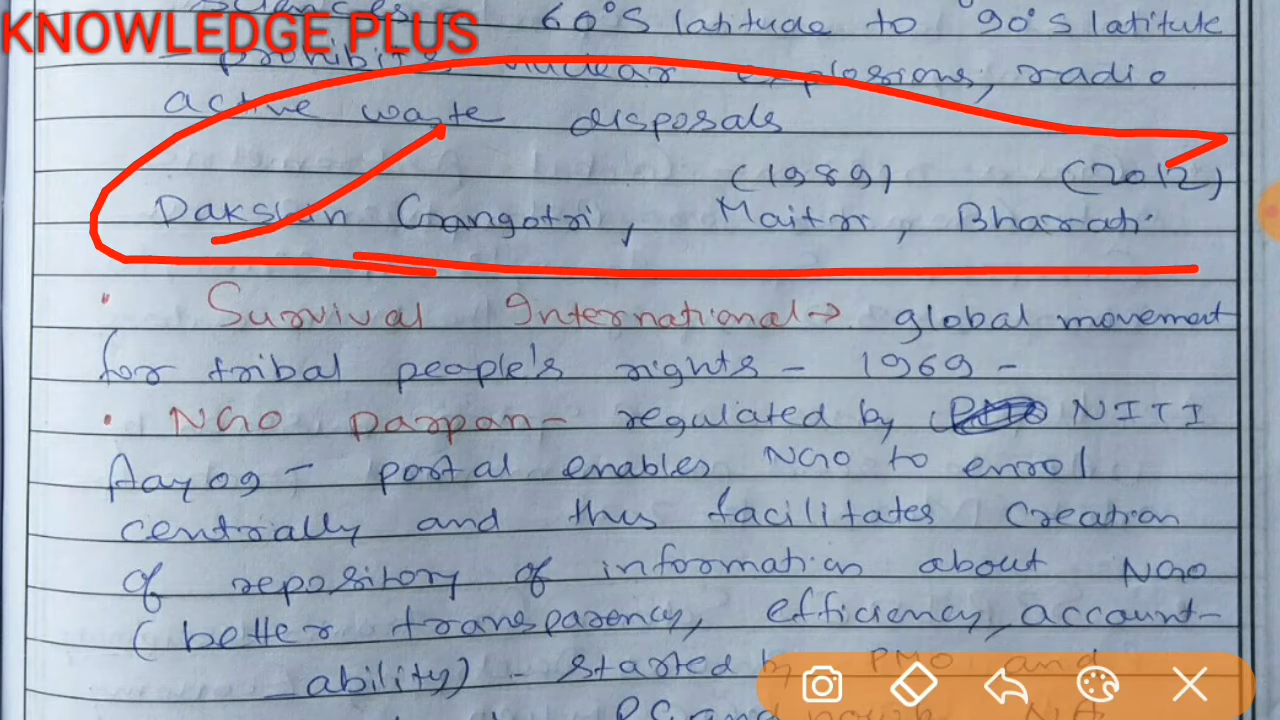 Sciences - 60°S latitude to 90°S latitute
KNOWLEDGE PLUS
- prohibits nuclear explosions, radio
active waste disposals
(1989) (2012)
Dakshin Gangotri, Maitri, Bharati.
• Survival International → global movement
for tribal people's rights - 1969 -
• NGO Darpan - regulated by NITI
Aayog - portal enables NGO to enrol
centrally and thus facilitates creation
of repository of information about NGO
(better transparency, efficiency, account-
-ability) - started by PMO and